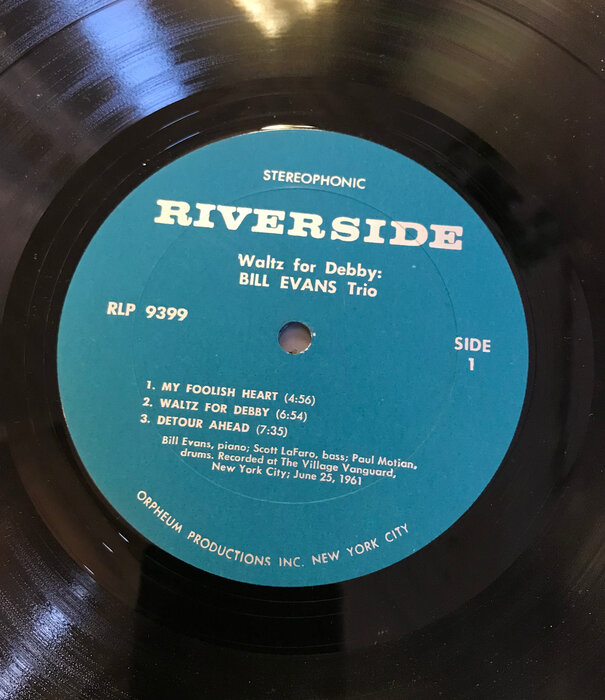 STEREOPHONIC
RIVERSIDE
Waltz for Debby:
BILL EVANS Trio
RLP 9399
SIDE
1
1. MY FOOLISH HEART (4:56)
2. WALTZ FOR DEBBY (6:54)
3. DETOUR AHEAD (7:35)
Bill Evans, piano; Scott LaFaro, bass; Paul Motian,
drums. Recorded at The Village Vanguard,
New York City; June 25, 1961
ORPHEUM PRODUCTIONS INC. NEW YORK CITY